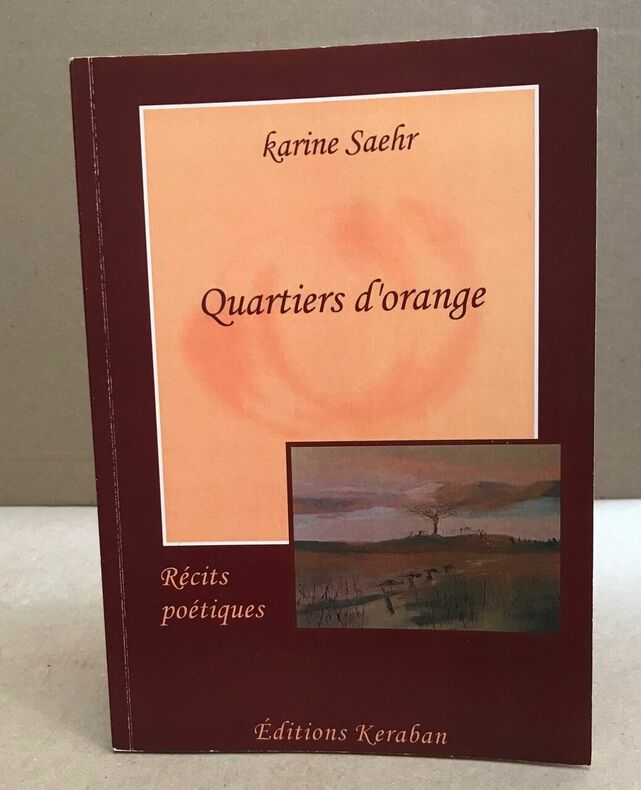 karine Saehr
Quartiers d'orange
Récits
poétiques
Éditions Keraban